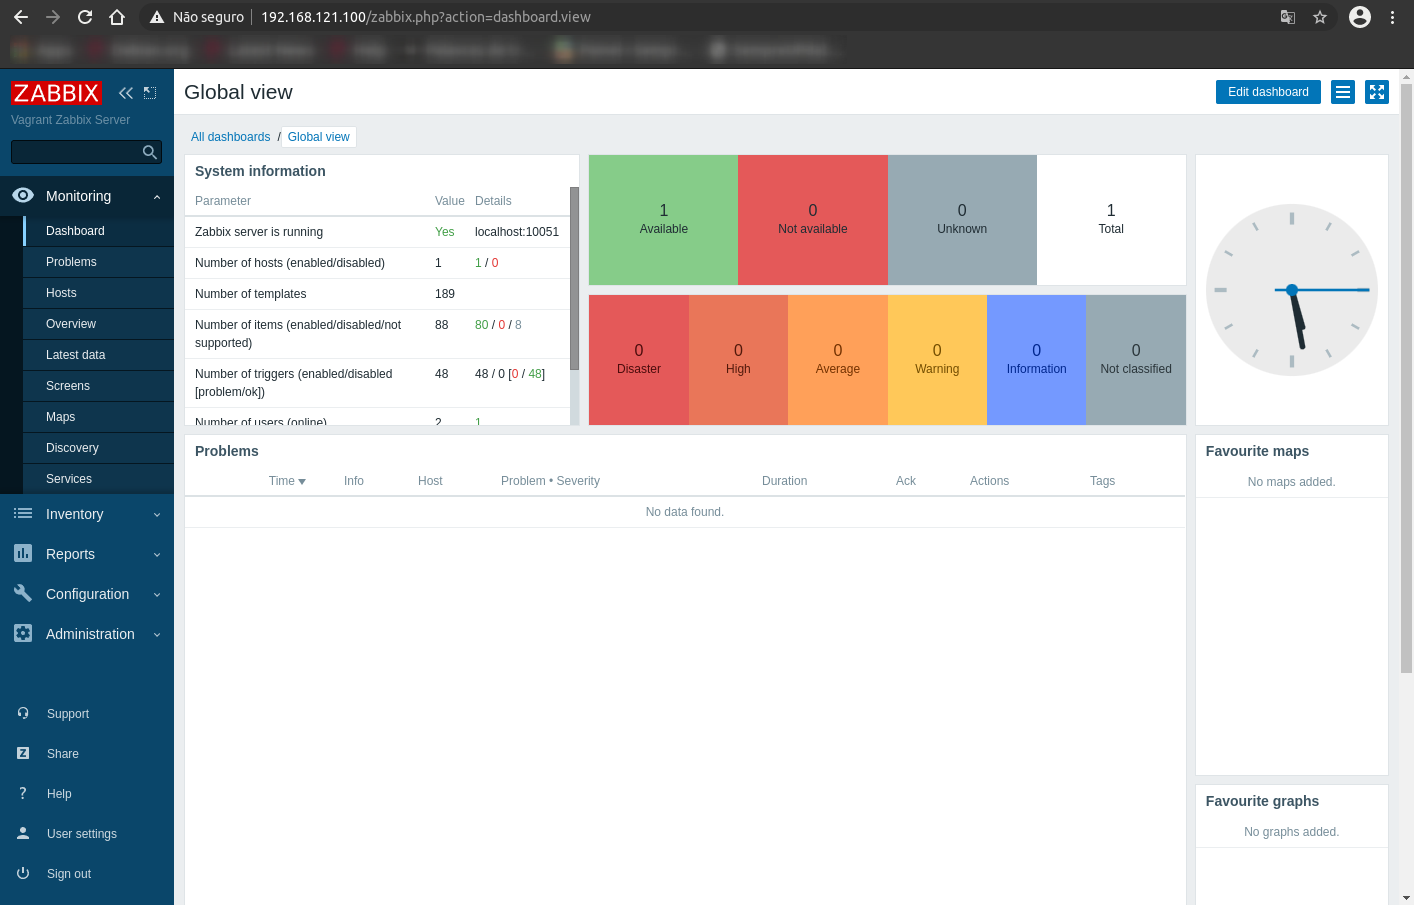 Não seguro 192.168.121.100/zabbix.php?action=dashboard.view
ZABBIX
Vagrant Zabbix Server
Monitoring
Dashboard
Problems
Hosts
Overview
Latest data
Screens
Maps
Discovery
Services
Inventory
Reports
Configuration
Administration
Support
Share
Help
User settings
Sign out
Global view
Edit dashboard
All dashboards / Global view
System information
Parameter Value Details
Zabbix server is running Yes localhost:10051
Number of hosts (enabled/disabled) 1 1 / 0
Number of templates 189
Number of items (enabled/disabled/not
supported) 88 80 / 0 / 8
Number of triggers (enabled/disabled
[problem/ok]) 48 48 / 0 [0 / 48]
Number of users (online) 2 1
1
Available
0
Not available
0
Unknown
1
Total
0
Disaster
0
High
0
Average
0
Warning
0
Information
0
Not classified
Problems
Time Info Host Problem • Severity Duration Ack Actions Tags
No data found.
Favourite maps
No maps added.
Favourite graphs
No graphs added.